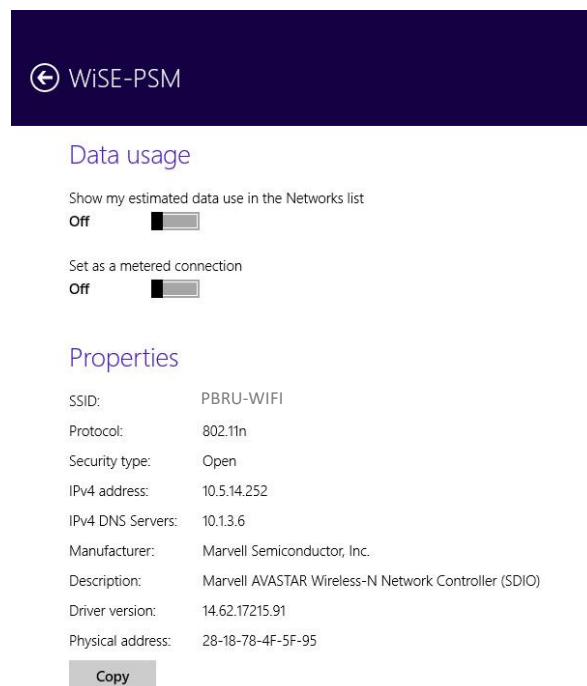 WiSE-PSM
Data usage
Show my estimated data use in the Networks list
Off
Set as a metered connection
Off
Properties
SSID: PBRU-WIFI
Protocol: 802.11n
Security type: Open
IPv4 address: 10.5.14.252
IPv4 DNS Servers: 10.1.3.6
Manufacturer: Marvell Semiconductor, Inc.
Description: Marvell AVASTAR Wireless-N Network Controller (SDIO)
Driver version: 14.62.17215.91
Physical address: 28-18-78-4F-5F-95
Copy